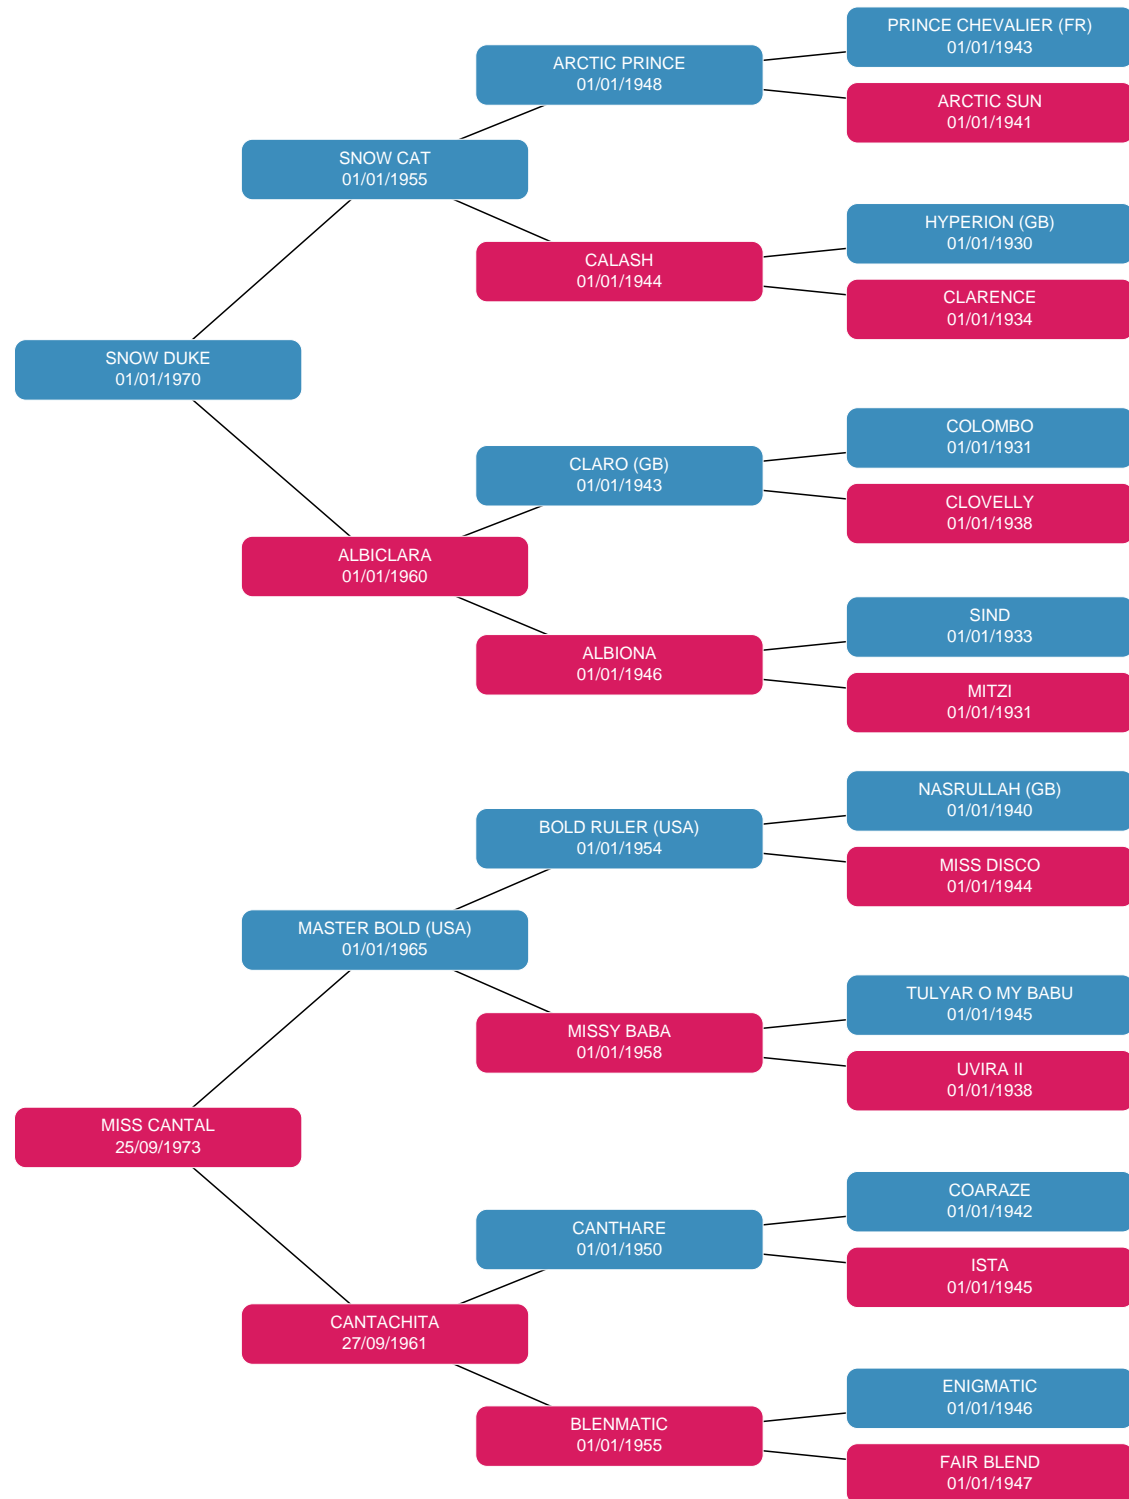 PRINCE CHEVALIER (FR)
01/01/1943
ARCTIC PRINCE
01/01/1948
ARCTIC SUN
01/01/1941
SNOW CAT
01/01/1955
HYPERION (GB)
01/01/1930
CALASH
01/01/1944
CLARENCE
01/01/1934
SNOW DUKE
01/01/1970
COLOMBO
01/01/1931
CLARO (GB)
01/01/1943
CLOVELLY
01/01/1938
ALBICLARA
01/01/1960
SIND
01/01/1933
ALBIONA
01/01/1946
MITZI
01/01/1931
NASRULLAH (GB)
01/01/1940
BOLD RULER (USA)
01/01/1954
MISS DISCO
01/01/1944
MASTER BOLD (USA)
01/01/1965
TULYAR O MY BABU
01/01/1945
MISSY BABA
01/01/1958
UVIRA II
01/01/1938
MISS CANTAL
25/09/1973
COARAZE
01/01/1942
CANTHARE
01/01/1950
ISTA
01/01/1945
CANTACHITA
27/09/1961
ENIGMATIC
01/01/1946
BLENMATIC
01/01/1955
FAIR BLEND
01/01/1947